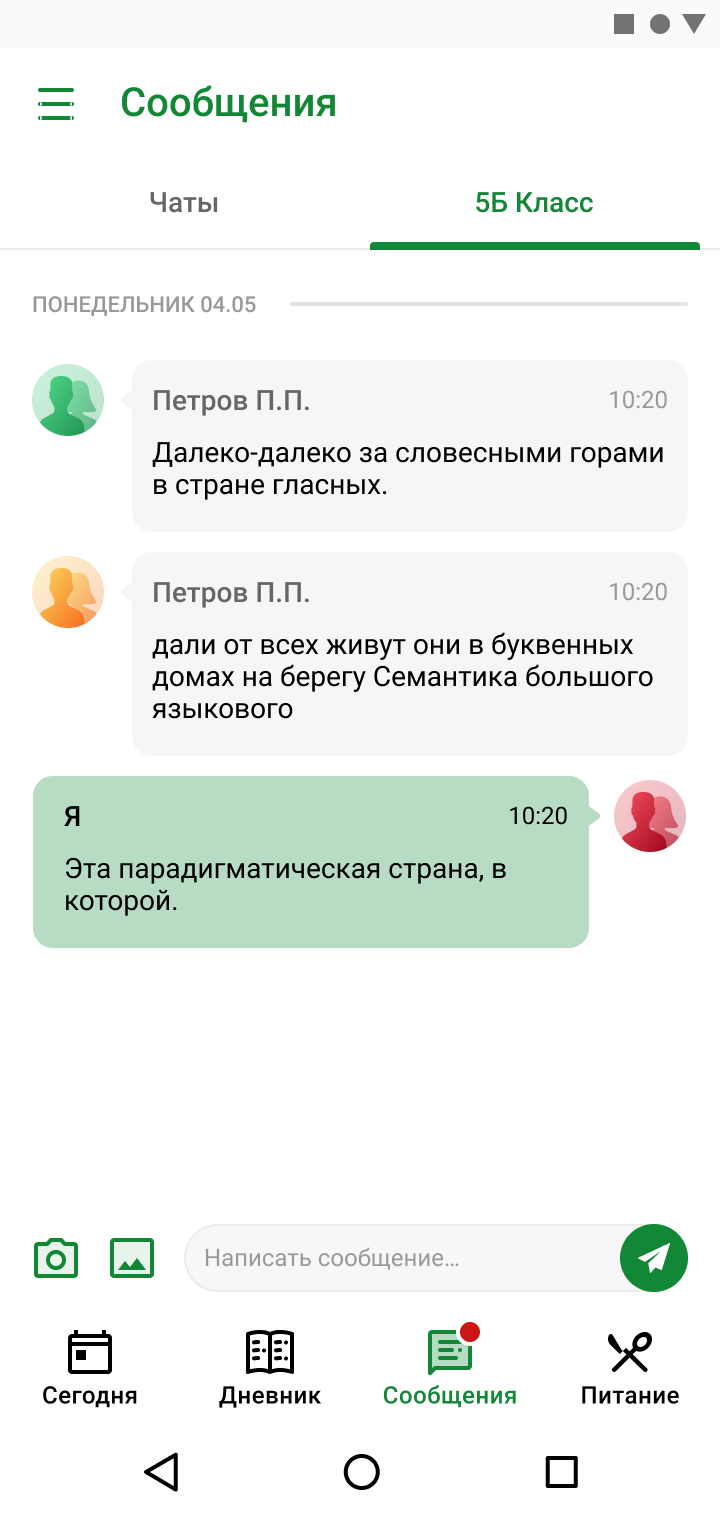 Сообщения
Чаты
5Б Класс
ПОНЕДЕЛЬНИК 04.05
Петров П.П.
10:20
Далеко-далеко за словесными горами
в стране гласных.
Петров П.П.
10:20
дали от всех живут они в буквенных
домах на берегу Семантика большого
языкового
Я
10:20
Эта парадигматическая страна, в
которой.
Написать сообщение...
Сегодня
Дневник
Сообщения
Питание